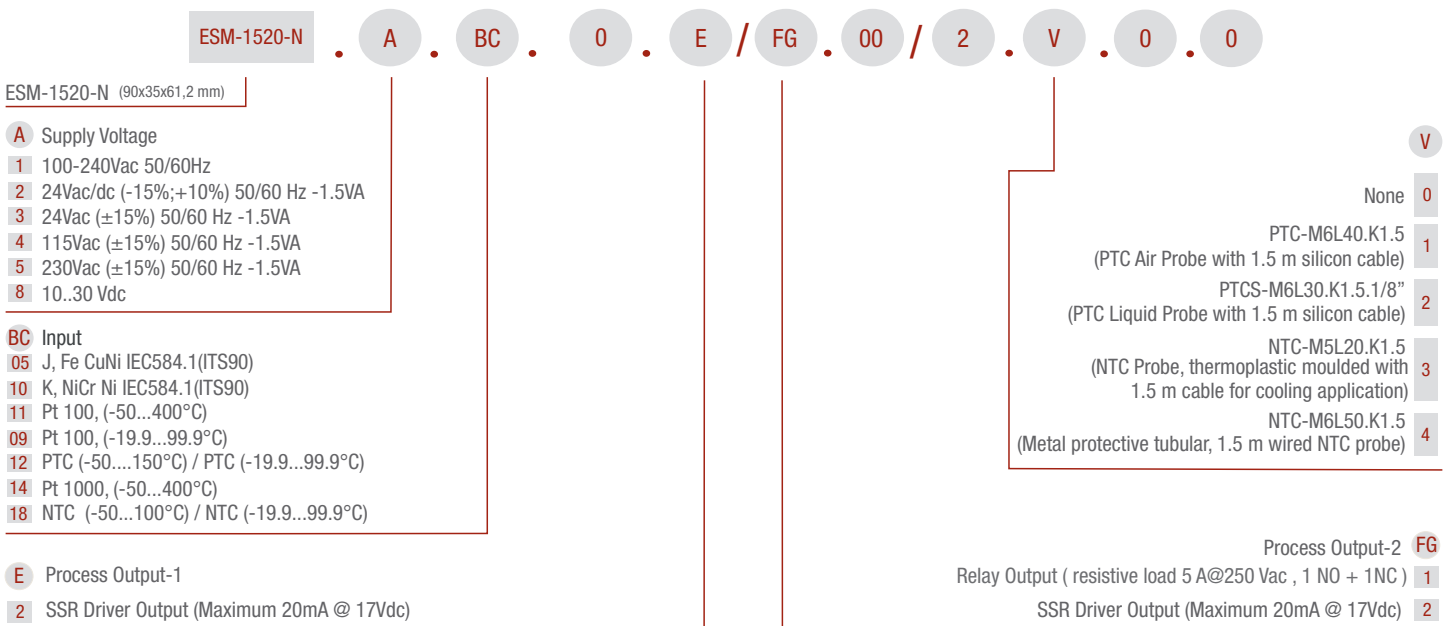 ESM-1520-N . A . BC . 0 . E / FG . 00 / 2 . V . 0 . 0
ESM-1520-N (90x35x61,2 mm)
A Supply Voltage
1 100-240Vac 50/60Hz
2 24Vac/dc (-15%;+10%) 50/60 Hz -1.5VA
3 24Vac (±15%) 50/60 Hz -1.5VA
4 115Vac (±15%) 50/60 Hz -1.5VA
5 230Vac (±15%) 50/60 Hz -1.5VA
8 10..30 Vdc
BC Input
05 J, Fe CuNi IEC584.1(ITS90)
10 K, NiCr Ni IEC584.1(ITS90)
11 Pt 100, (-50...400°C)
09 Pt 100, (-19.9...99.9°C)
12 PTC (-50....150°C) / PTC (-19.9...99.9°C)
14 Pt 1000, (-50...400°C)
18 NTC (-50...100°C) / NTC (-19.9...99.9°C)
E Process Output-1
2 SSR Driver Output (Maximum 20mA @ 17Vdc)
V
None 0
PTC-M6L40.K1.5
(PTC Air Probe with 1.5 m silicon cable) 1
PTCS-M6L30.K1.5.1/8”
(PTC Liquid Probe with 1.5 m silicon cable) 2
NTC-M5L20.K1.5
(NTC Probe, thermoplastic moulded with 3
1.5 m cable for cooling application)
NTC-M6L50.K1.5
(Metal protective tubular, 1.5 m wired NTC probe) 4
Process Output-2 FG
Relay Output ( resistive load 5 A@250 Vac , 1 NO + 1NC ) 1
SSR Driver Output (Maximum 20mA @ 17Vdc) 2